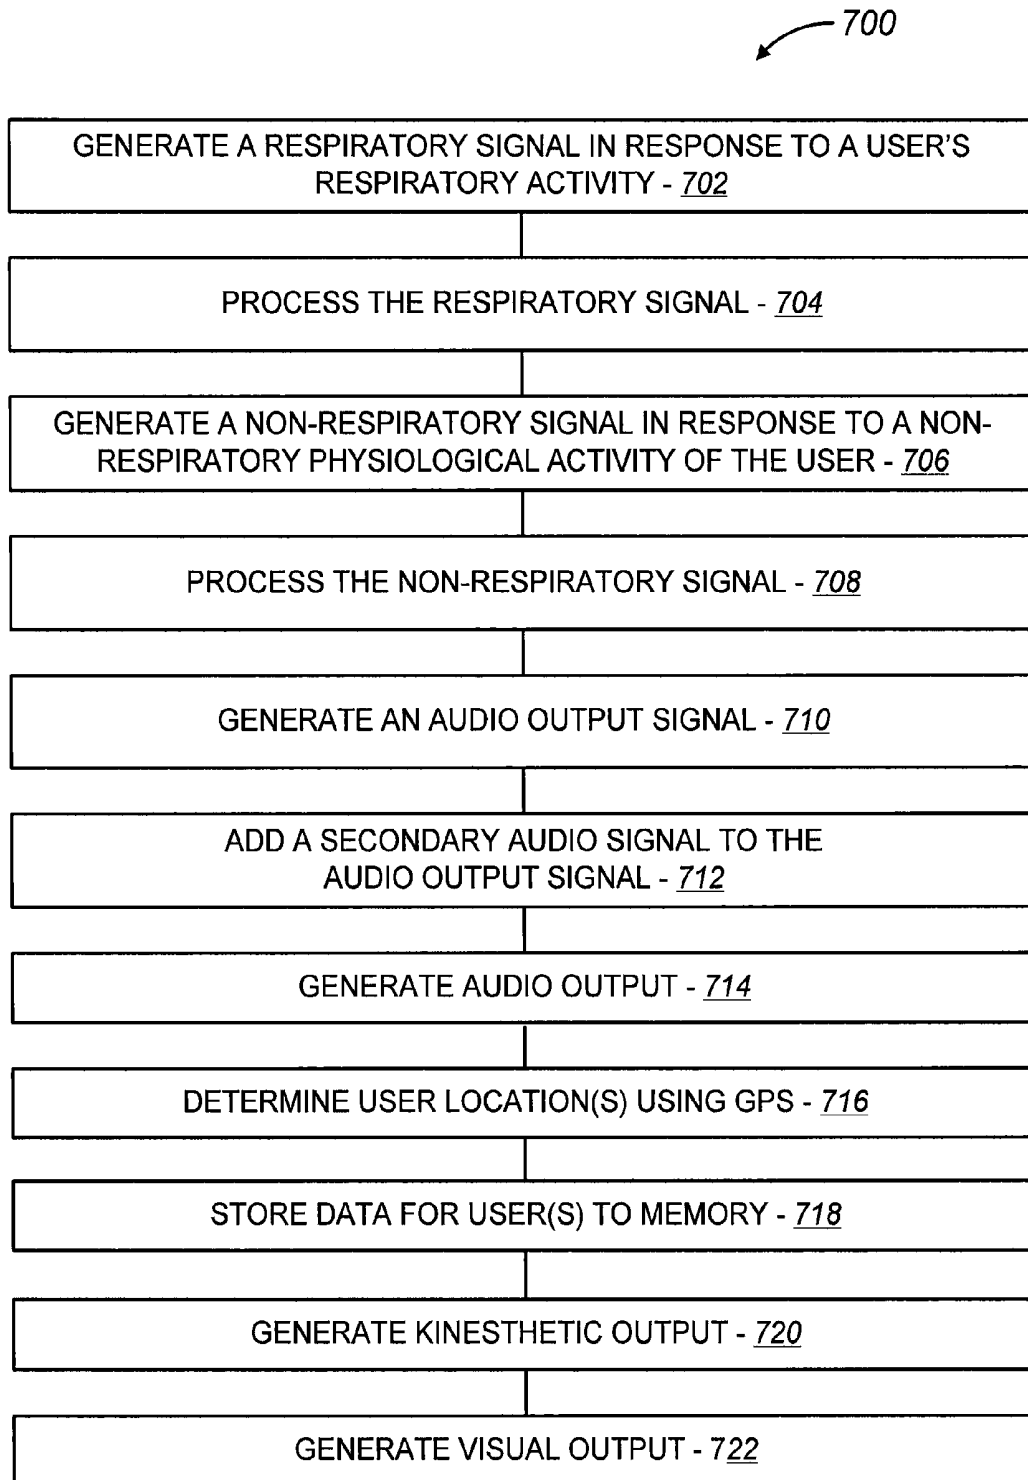 700
GENERATE A RESPIRATORY SIGNAL IN RESPONSE TO A USER'S
RESPIRATORY ACTIVITY - 702
PROCESS THE RESPIRATORY SIGNAL - 704
GENERATE A NON-RESPIRATORY SIGNAL IN RESPONSE TO A NON-
RESPIRATORY PHYSIOLOGICAL ACTIVITY OF THE USER - 706
PROCESS THE NON-RESPIRATORY SIGNAL - 708
GENERATE AN AUDIO OUTPUT SIGNAL - 710
ADD A SECONDARY AUDIO SIGNAL TO THE
AUDIO OUTPUT SIGNAL - 712
GENERATE AUDIO OUTPUT - 714
DETERMINE USER LOCATION(S) USING GPS - 716
STORE DATA FOR USER(S) TO MEMORY - 718
GENERATE KINESTHETIC OUTPUT - 720
GENERATE VISUAL OUTPUT - 722